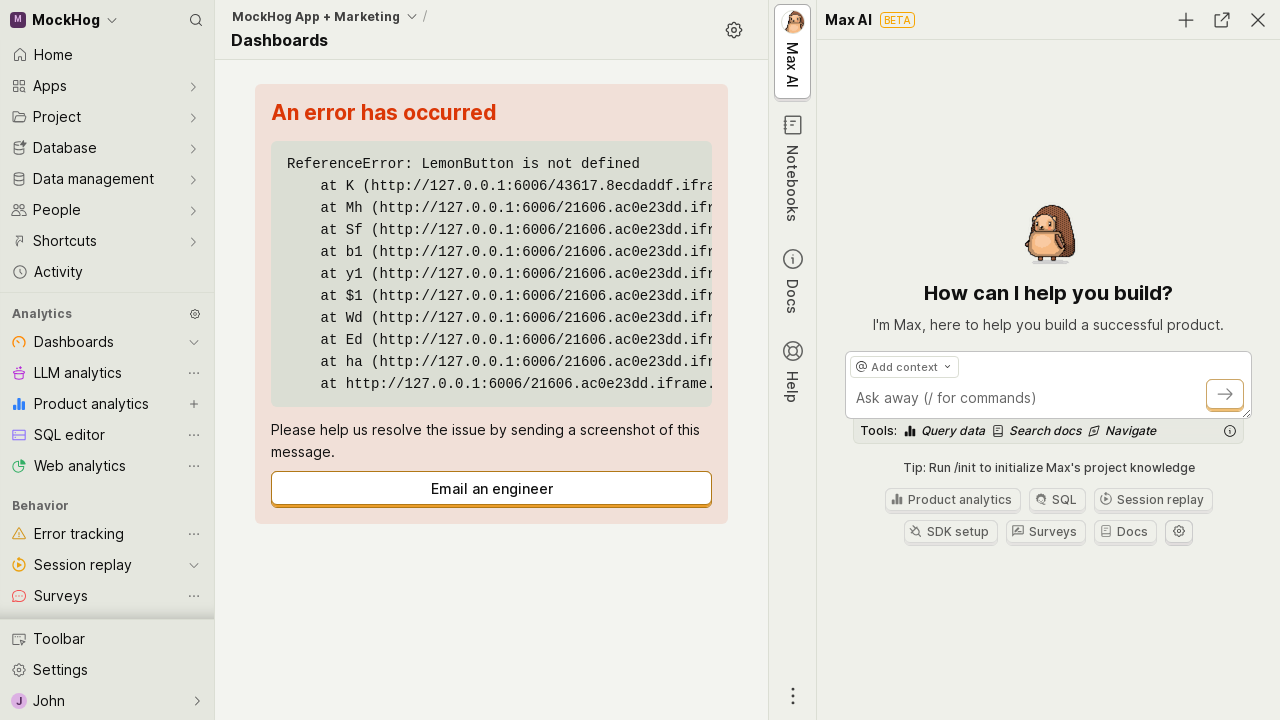 M MockHog
Home
Apps
Project
Database
Data management
People
Shortcuts
Activity
Analytics
Dashboards
LLM analytics
Product analytics
SQL editor
Web analytics
Behavior
Error tracking
Session replay
Surveys
Toolbar
Settings
J John
MockHog App + Marketing /
Dashboards
An error has occurred
ReferenceError: LemonButton is not defined
at K (http://127.0.0.1:6006/43617.8ecdaddf.ifra
at Mh (http://127.0.0.1:6006/21606.ac0e23dd.ifr
at Sf (http://127.0.0.1:6006/21606.ac0e23dd.ifr
at bl (http://127.0.0.1:6006/21606.ac0e23dd.ifr
at y1 (http://127.0.0.1:6006/21606.ac0e23dd.ifr
at $1 (http://127.0.0.1:6006/21606.ac0e23dd.ifr
at Wd (http://127.0.0.1:6006/21606.ac0e23dd.ifr
at Ed (http://127.0.0.1:6006/21606.ac0e23dd.ifr
at ha (http://127.0.0.1:6006/21606.ac0e23dd.ifr
at http://127.0.0.1:6006/21606.ac0e23dd.iframe.
Please help us resolve the issue by sending a screenshot of this
message.
Email an engineer
Max AI
Notebooks
Docs
Help
Max AI BETA
How can I help you build?
I'm Max, here to help you build a successful product.
@ Add context
Ask away (/ for commands)
Tools: Query data Search docs Navigate
Tip: Run /init to initialize Max's project knowledge
Product analytics SQL Session replay
SDK setup Surveys Docs